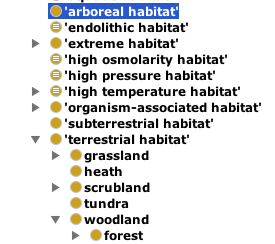 'arboreal habitat'
'endolithic habitat'
'extreme habitat'
'high osmolarity habitat'
'high pressure habitat'
'high temperature habitat'
'organism-associated habitat'
'subterrestrial habitat'
'terrestrial habitat'
grassland
heath
scrubland
tundra
woodland
forest